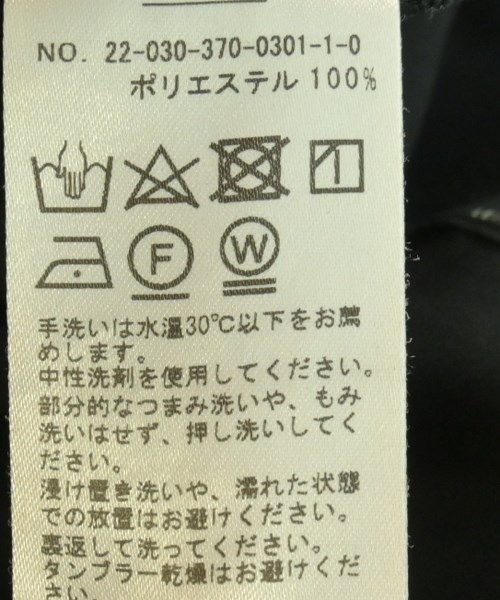 NO. 22-030-370-0301-1-0
ポリエステル 100%
F
W
手洗いは水温30℃以下をお薦
めします。
中性洗剤を使用してください。
部分的なつまみ洗いや、もみ
洗いはせず、押し洗いしてく
ださい。
浸け置き洗いや、濡れた状態
での放置はお避けください。
裏返して洗ってください。
タンブラー乾燥はお避けくだ
さい。